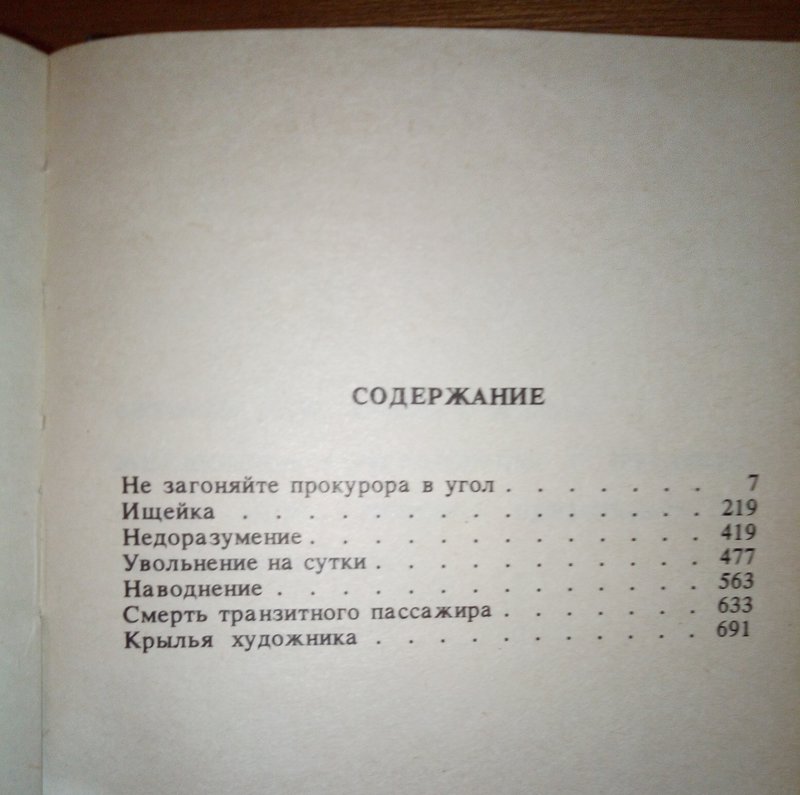 СОДЕРЖАНИЕ
Не загоняйте прокурора в угол . . . . . . . 7
Ищейка . . . . . . . . . . . . . . . 219
Недоразумение . . . . . . . . . . . . . 419
Увольнение на сутки . . . . . . . . . . . 477
Наводнение . . . . . . . . . . . . . . 563
Смерть транзитного пассажира . . . . . . . 633
Крылья художника . . . . . . . . . . . 691